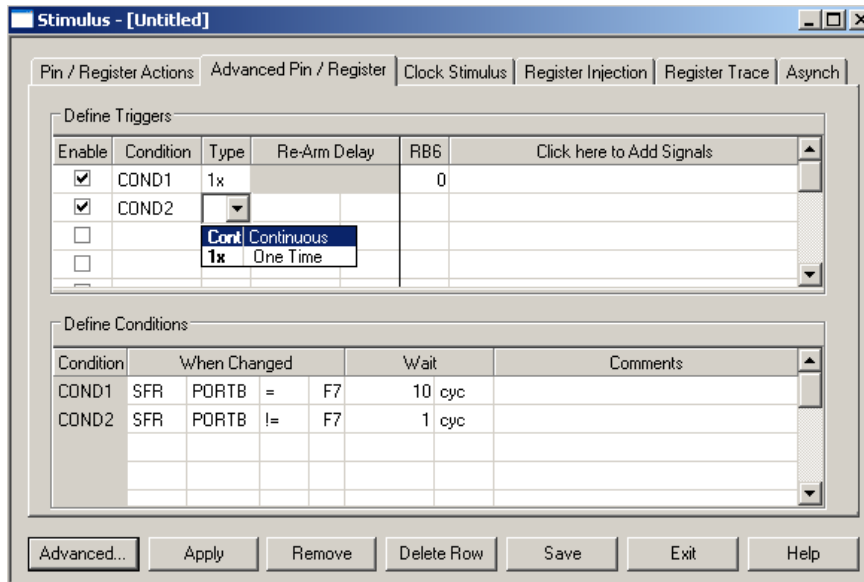 Stimulus - [Untitled]
Pin / Register Actions Advanced Pin / Register Clock Stimulus Register Injection Register Trace Asynch
Define Triggers
Enable Condition Type Re-Arm Delay RB6 Click here to Add Signals
COND1 1x 0
COND2
Cont Continuous
1x One Time
Define Conditions
Condition When Changed Wait Comments
COND1 SFR PORTB = F7 10 cyc
COND2 SFR PORTB != F7 1 cyc
Advanced... Apply Remove Delete Row Save Exit Help